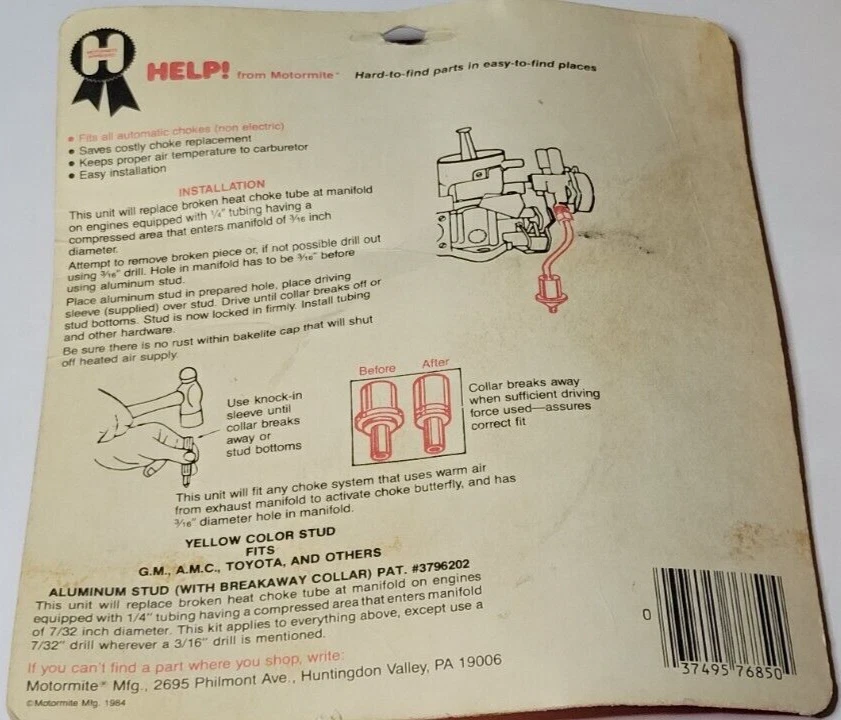 MOTORMITE
HELP! from Motormite® Hard-to-find parts in easy-to-find places
• Fits all automatic chokes (non electric)
• Saves costly choke replacement
• Keeps proper air temperature to carburetor
• Easy installation
INSTALLATION
This unit will replace broken heat choke tube at manifold
on engines equipped with ¼" tubing having a
compressed area that enters manifold of 3/16 inch
diameter.
Attempt to remove broken piece or, if not possible drill out
using 3/16" drill. Hole in manifold has to be 3/16" before
using aluminum stud.
Place aluminum stud in prepared hole, place driving
sleeve (supplied) over stud. Drive until collar breaks off or
stud bottoms. Stud is now locked in firmly. Install tubing
and other hardware.
Be sure there is no rust within bakelite cap that will shut
off heated air supply.
Use knock-in
sleeve until
collar breaks
away or
stud bottoms
Before After
Collar breaks away
when sufficient driving
force used—assures
correct fit
This unit will fit any choke system that uses warm air
from exhaust manifold to activate choke butterfly, and has
3/16" diameter hole in manifold.
YELLOW COLOR STUD
FITS
G.M., A.M.C., TOYOTA, AND OTHERS
ALUMINUM STUD (WITH BREAKAWAY COLLAR) PAT. #3796202
This unit will replace broken heat choke tube at manifold on engines
equipped with 1/4" tubing having a compressed area that enters manifold
of 7/32 inch diameter. This kit applies to everything above, except use a
7/32" drill wherever a 3/16" drill is mentioned.
If you can't find a part where you shop, write:
Motormite® Mfg., 2695 Philmont Ave., Huntingdon Valley, PA 19006
©Motormite Mfg. 1984
0 37495 76850